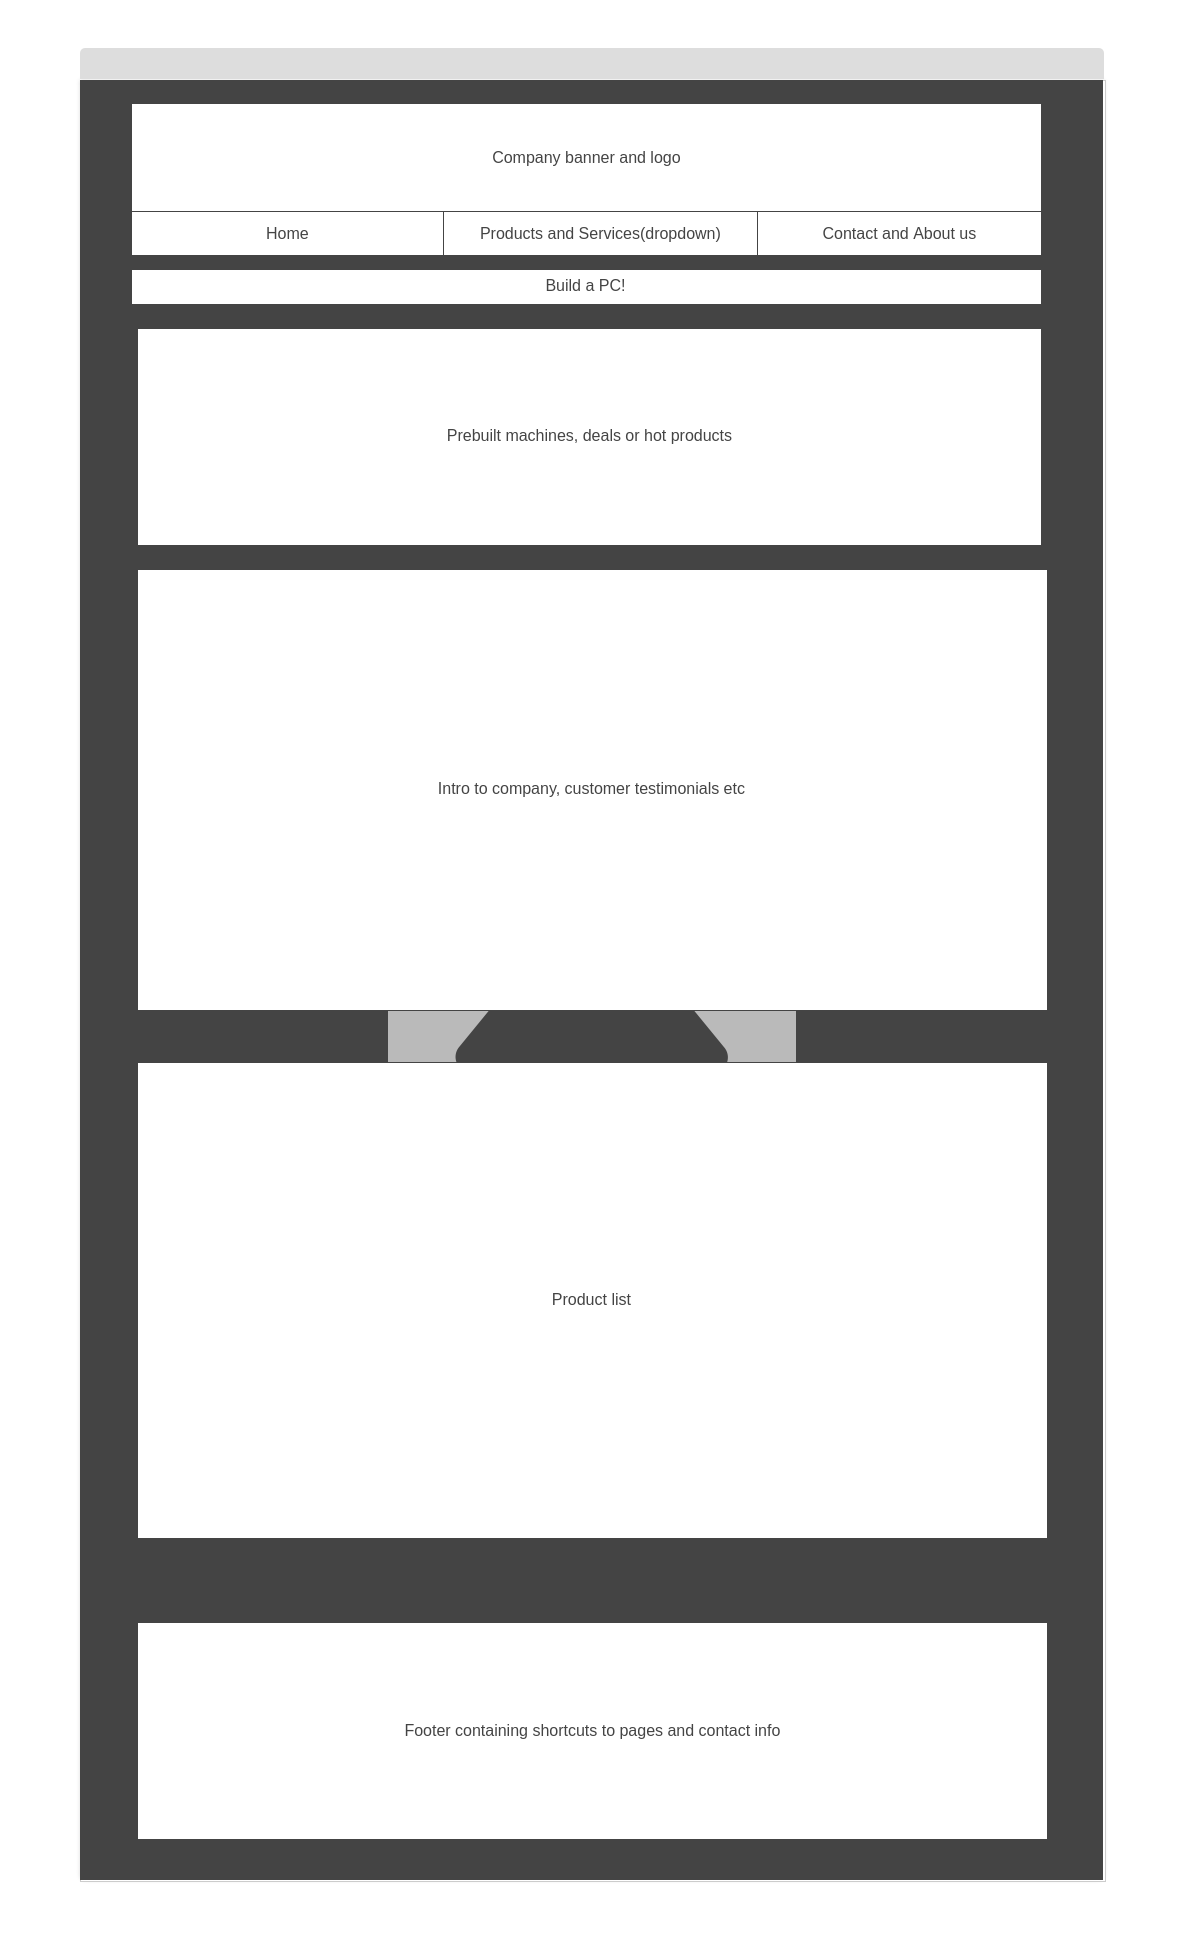 Company banner and logo
Home
Products and Services(dropdown)
Contact and About us
Build a PC!
Prebuilt machines, deals or hot products
Intro to company, customer testimonials etc
Product list
Footer containing shortcuts to pages and contact info